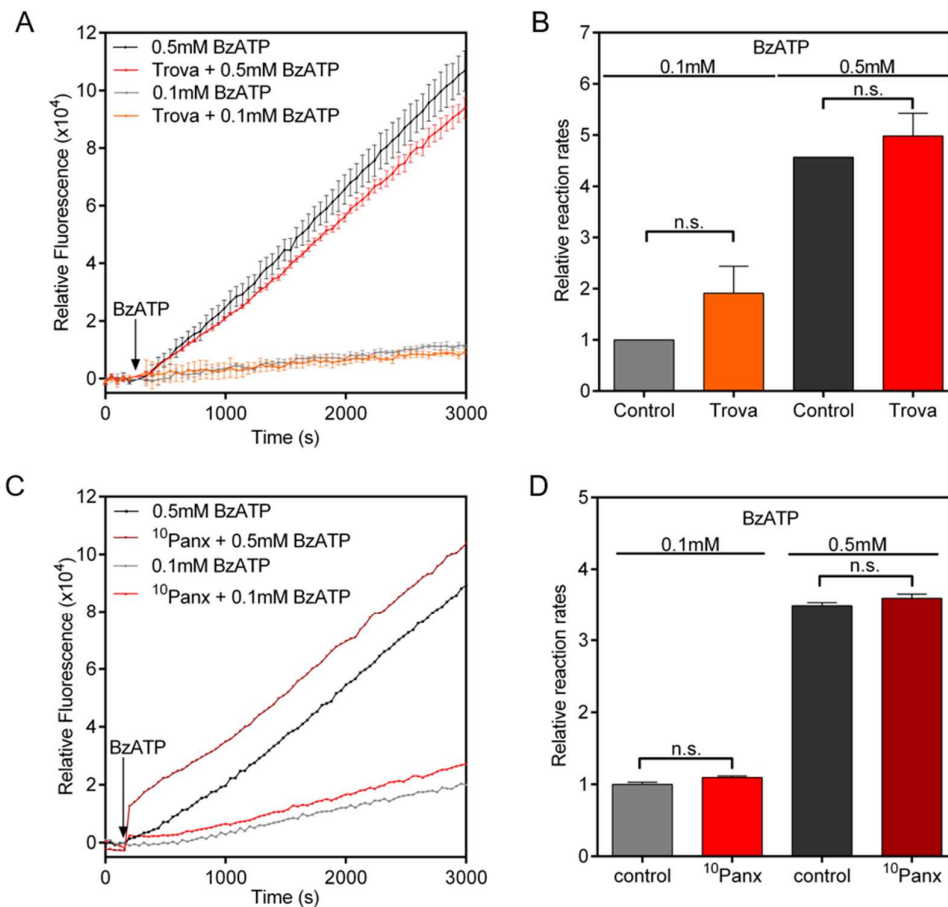 A
12
10
8
6
4
2
0
Relative Fluorescence (x10⁴)
0.5mM BzATP
Trova + 0.5mM BzATP
0.1mM BzATP
Trova + 0.1mM BzATP
BzATP
0 1000 2000 3000
Time (s)
B
7
6
5
4
3
2
1
0
Relative reaction rates
BzATP
0.1mM 0.5mM
n.s.
n.s.
Control Trova Control Trova
C
12
10
8
6
4
2
0
Relative Fluorescence (x10⁴)
0.5mM BzATP
¹⁰Panx + 0.5mM BzATP
0.1mM BzATP
¹⁰Panx + 0.1mM BzATP
BzATP
0 1000 2000 3000
Time (s)
D
5
4
3
2
1
0
Relative reaction rates
BzATP
0.1mM 0.5mM
n.s.
n.s.
control ¹⁰Panx control ¹⁰Panx